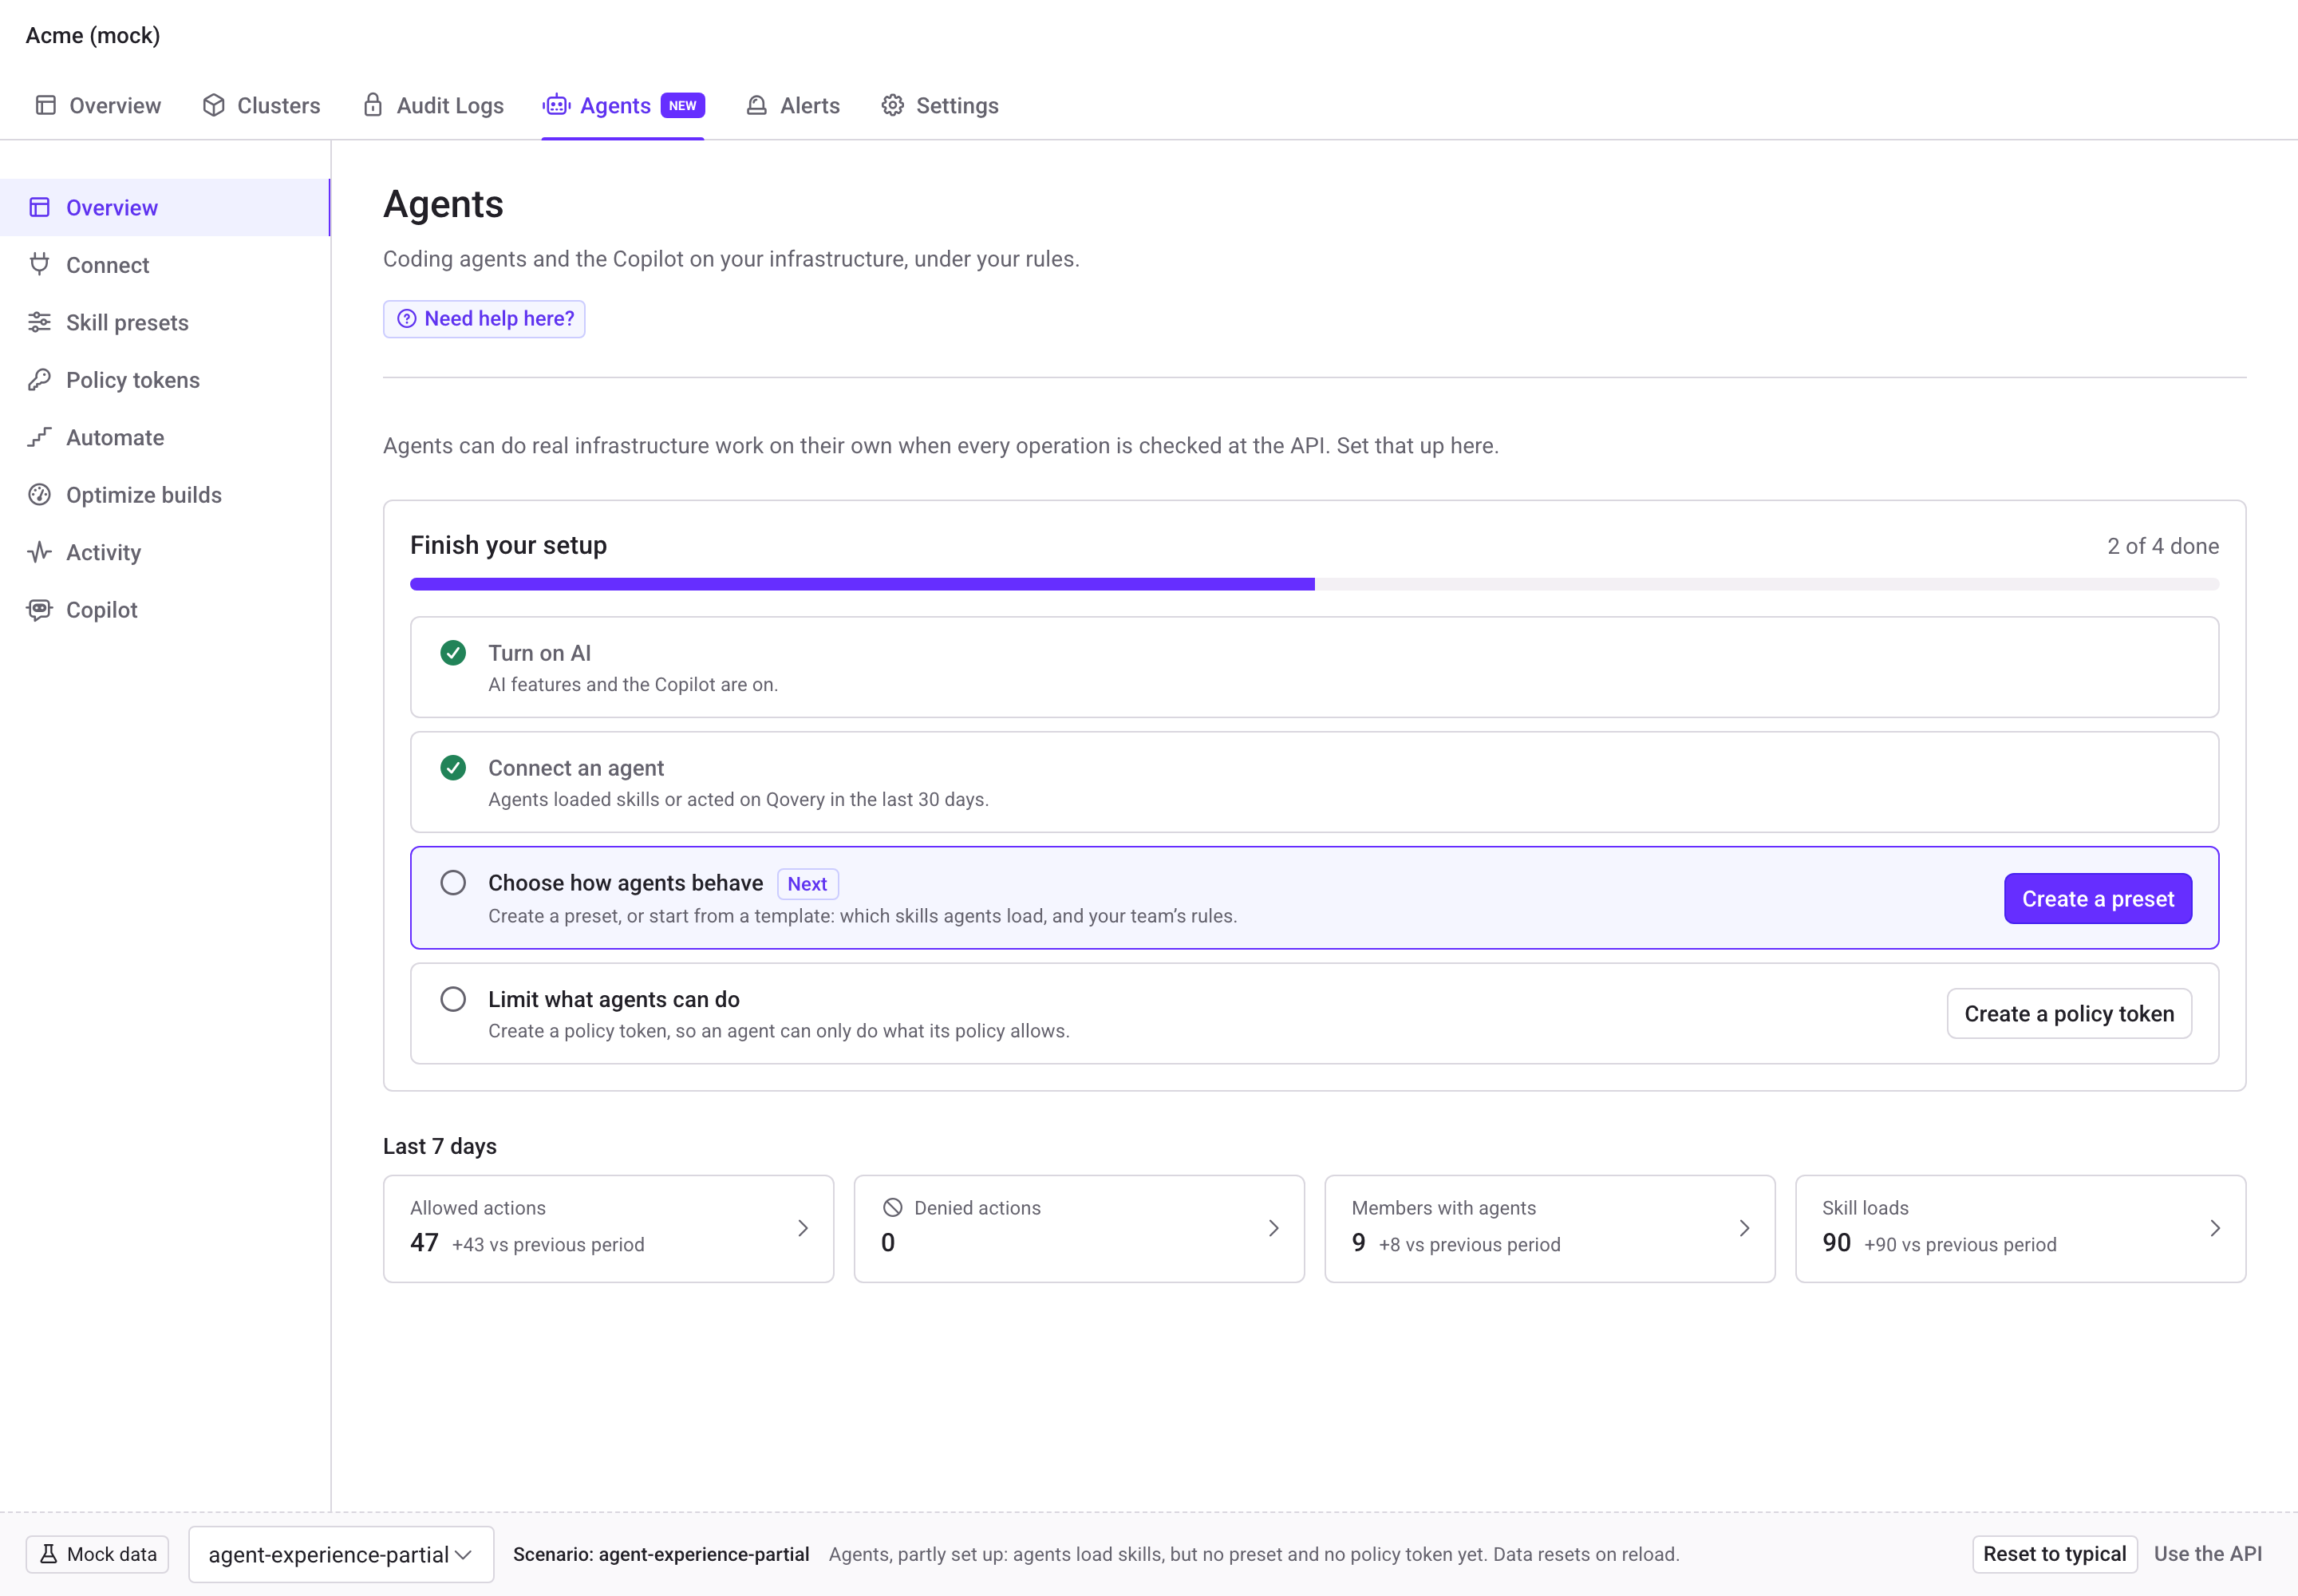 Acme (mock)
Overview
Clusters
Audit Logs
Agents NEW
Alerts
Settings
Overview
Connect
Skill presets
Policy tokens
Automate
Optimize builds
Activity
Copilot
Agents
Coding agents and the Copilot on your infrastructure, under your rules.
Need help here?
Agents can do real infrastructure work on their own when every operation is checked at the API. Set that up here.
Finish your setup
2 of 4 done
Turn on AI
AI features and the Copilot are on.
Connect an agent
Agents loaded skills or acted on Qovery in the last 30 days.
Choose how agents behave Next
Create a preset, or start from a template: which skills agents load, and your team’s rules.
Create a preset
Limit what agents can do
Create a policy token, so an agent can only do what its policy allows.
Create a policy token
Last 7 days
Allowed actions
47 +43 vs previous period
Denied actions
0
Members with agents
9 +8 vs previous period
Skill loads
90 +90 vs previous period
Mock data
agent-experience-partial
Scenario: agent-experience-partial
Agents, partly set up: agents load skills, but no preset and no policy token yet. Data resets on reload.
Reset to typical
Use the API